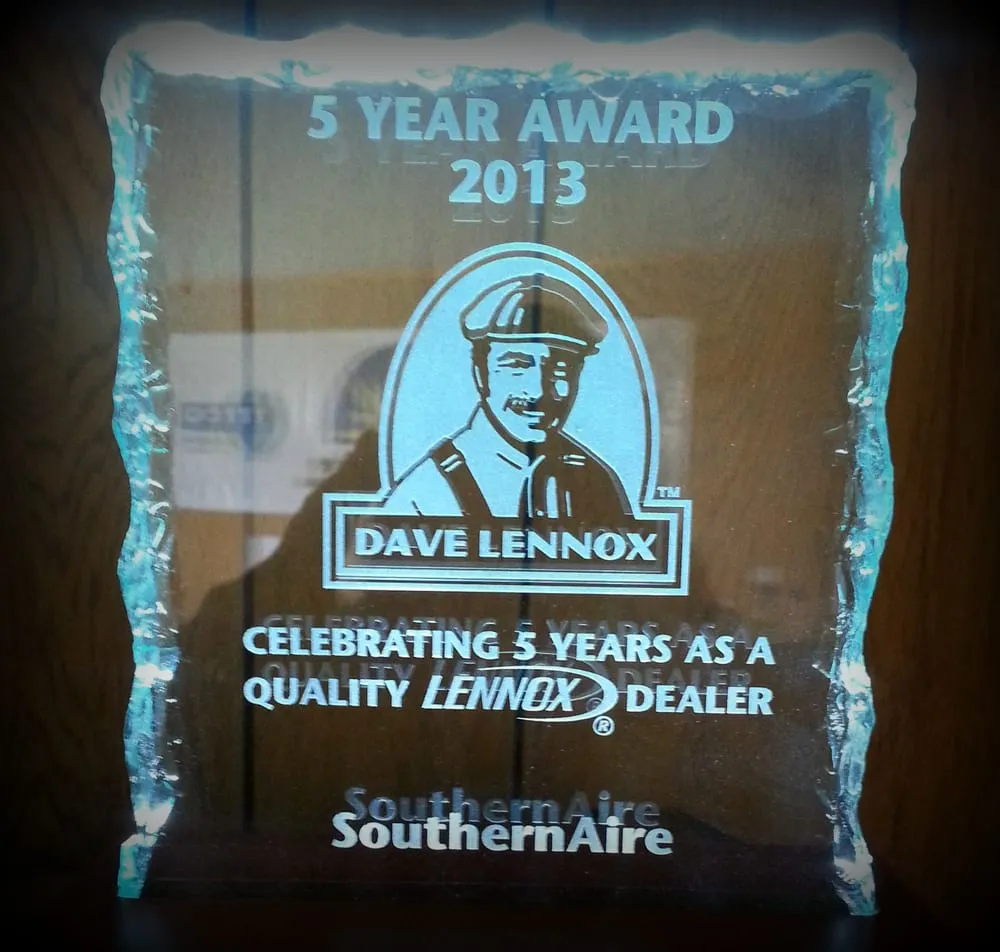 5 YEAR AWARD
2013
TM
DAVE LENNOX
CELEBRATING 5 YEARS AS A
QUALITY LENNOX® DEALER
SouthernAire